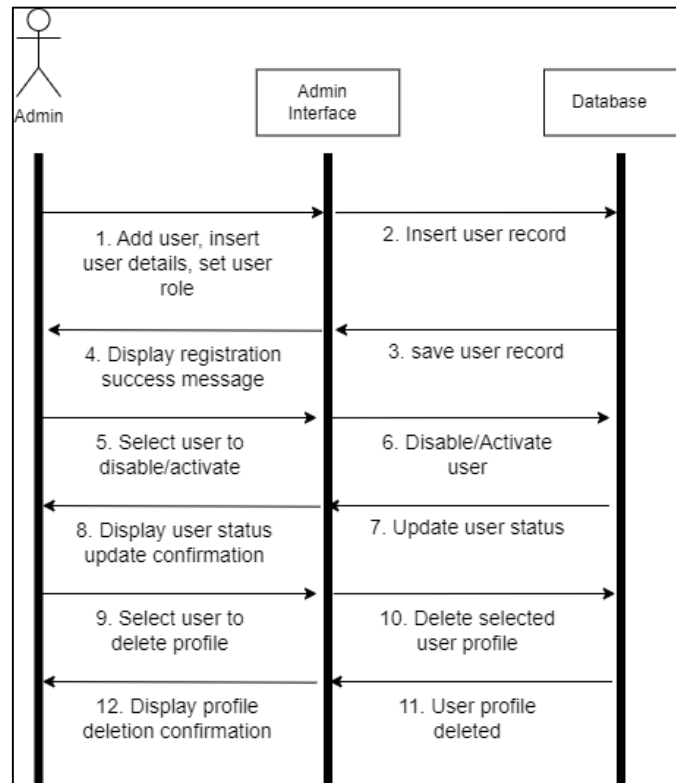 Admin
Admin
Interface
Database
1. Add user, insert
user details, set user
role
2. Insert user record
4. Display registration
success message
3. save user record
5. Select user to
disable/activate
6. Disable/Activate
user
8. Display user status
update confirmation
7. Update user status
9. Select user to
delete profile
10. Delete selected
user profile
12. Display profile
deletion confirmation
11. User profile
deleted